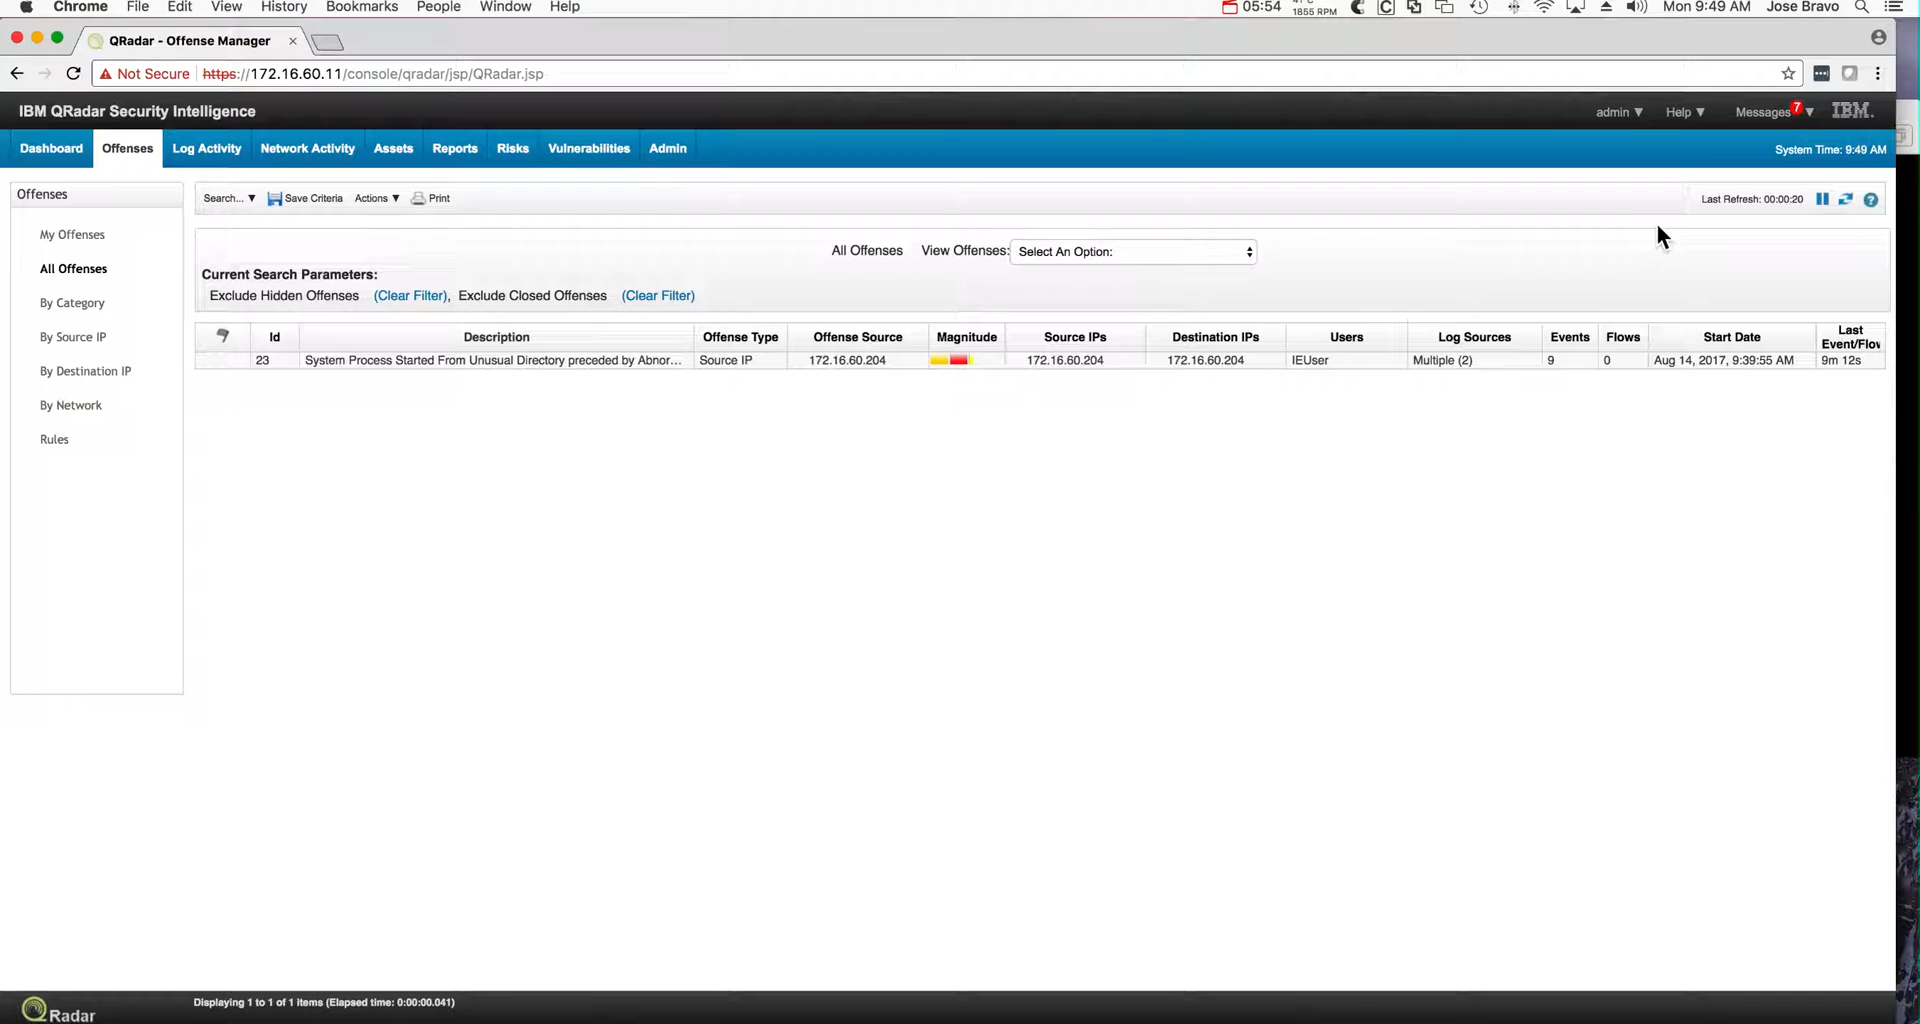 Chrome File Edit View History Bookmarks People Window Help 05:54 1855 RPM Mon 9:49 AM Jose Bravo
QRadar - Offense Manager
Not Secure https://172.16.60.11/console/qradar/jsp/QRadar.jsp
IBM QRadar Security Intelligence admin ▼ Help ▼ Messages 7 ▼ IBM.
Dashboard Offenses Log Activity Network Activity Assets Reports Risks Vulnerabilities Admin System Time: 9:49 AM
Offenses
My Offenses
All Offenses
By Category
By Source IP
By Destination IP
By Network
Rules
Search... ▼ Save Criteria Actions ▼ Print Last Refresh: 00:00:20
All Offenses View Offenses: Select An Option:
Current Search Parameters:
Exclude Hidden Offenses (Clear Filter), Exclude Closed Offenses (Clear Filter)
Id Description Offense Type Offense Source Magnitude Source IPs Destination IPs Users Log Sources Events Flows Start Date Last Event/Flow
23 System Process Started From Unusual Directory preceded by Abnor... Source IP 172.16.60.204 172.16.60.204 172.16.60.204 IEUser Multiple (2) 9 0 Aug 14, 2017, 9:39:55 AM 9m 12s
Displaying 1 to 1 of 1 items (Elapsed time: 0:00:00.041)
QRadar